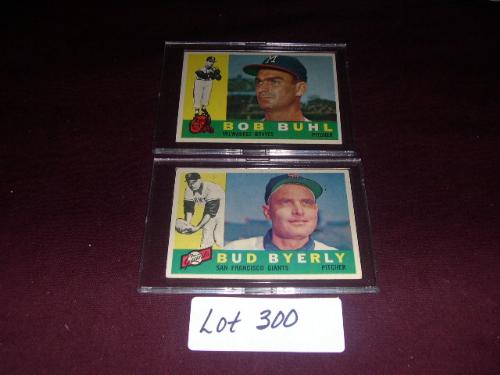 M
BOB BUHL
MILWAUKEE BRAVES PITCHER
BUD BYERLY
SAN FRANCISCO GIANTS PITCHER
Lot 300